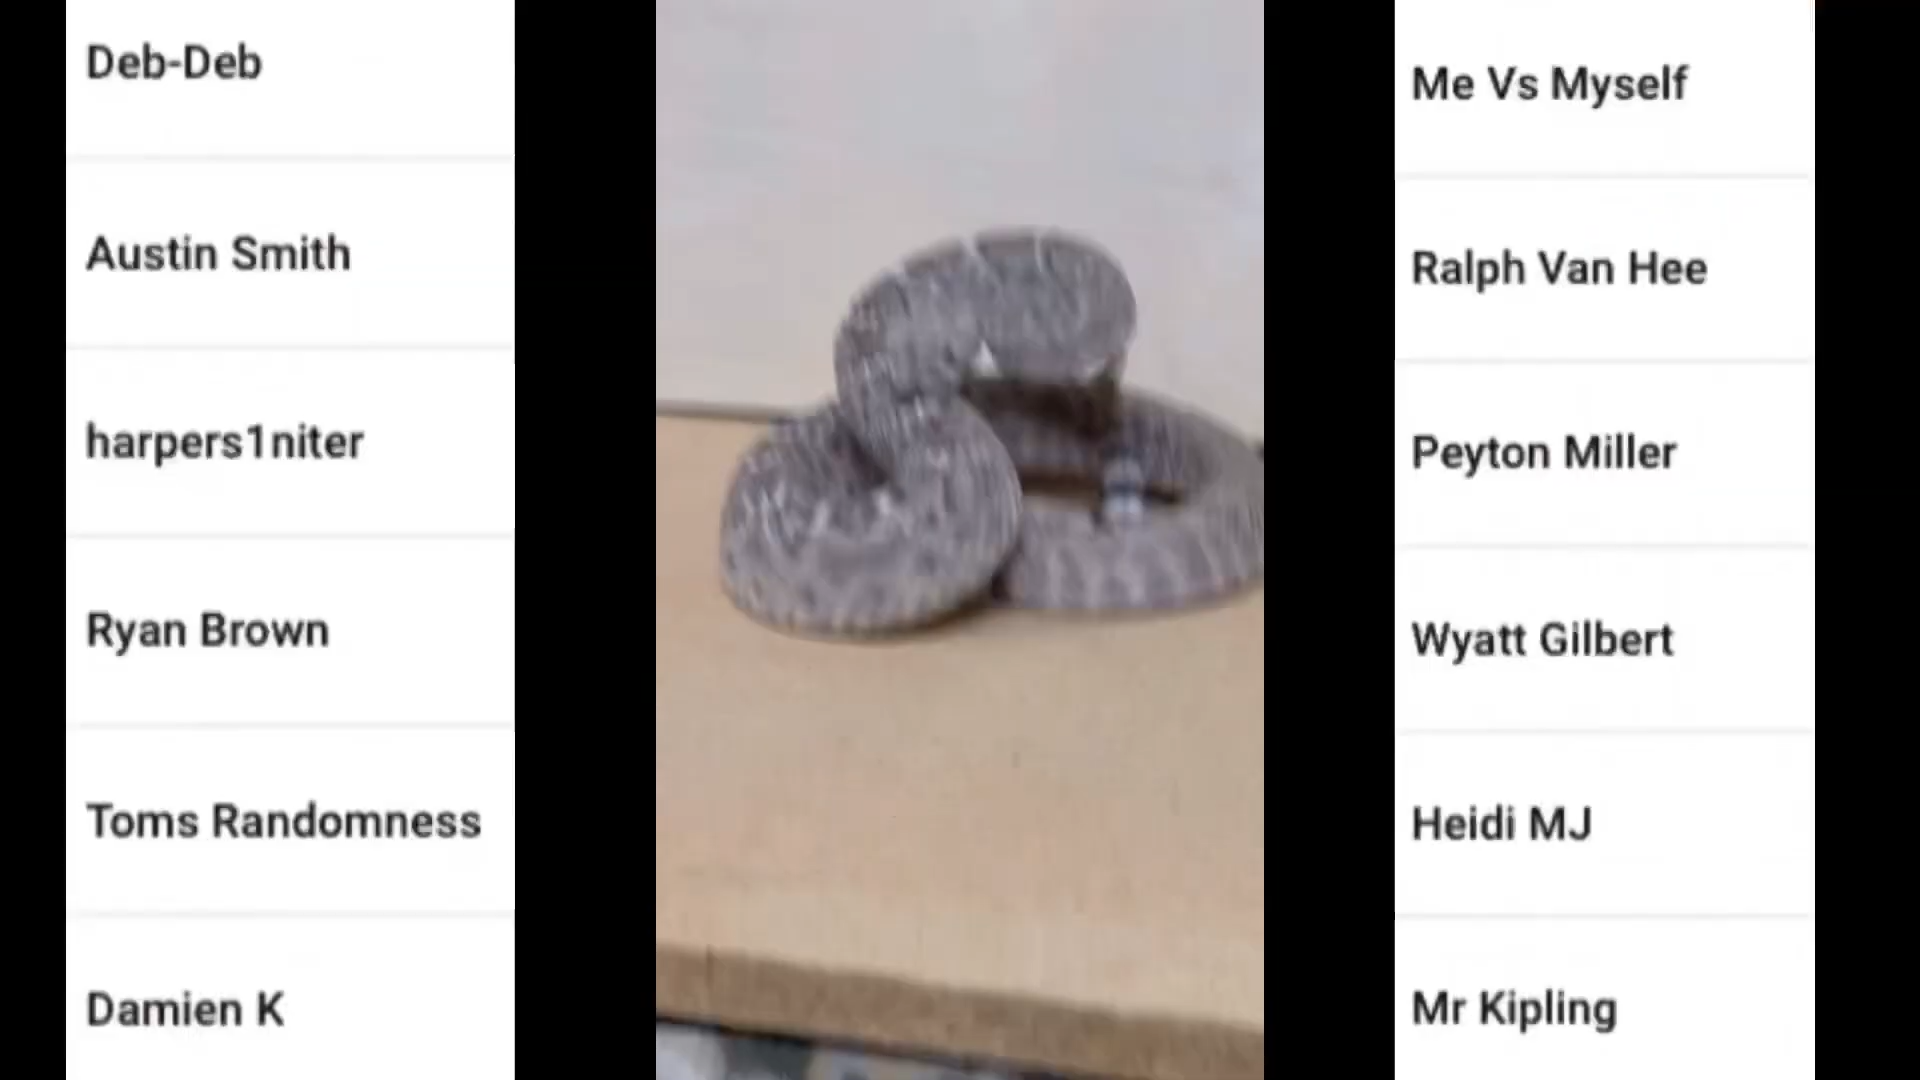 Deb-Deb
Austin Smith
harpers1niter
Ryan Brown
Toms Randomness
Damien K
Me Vs Myself
Ralph Van Hee
Peyton Miller
Wyatt Gilbert
Heidi MJ
Mr Kipling